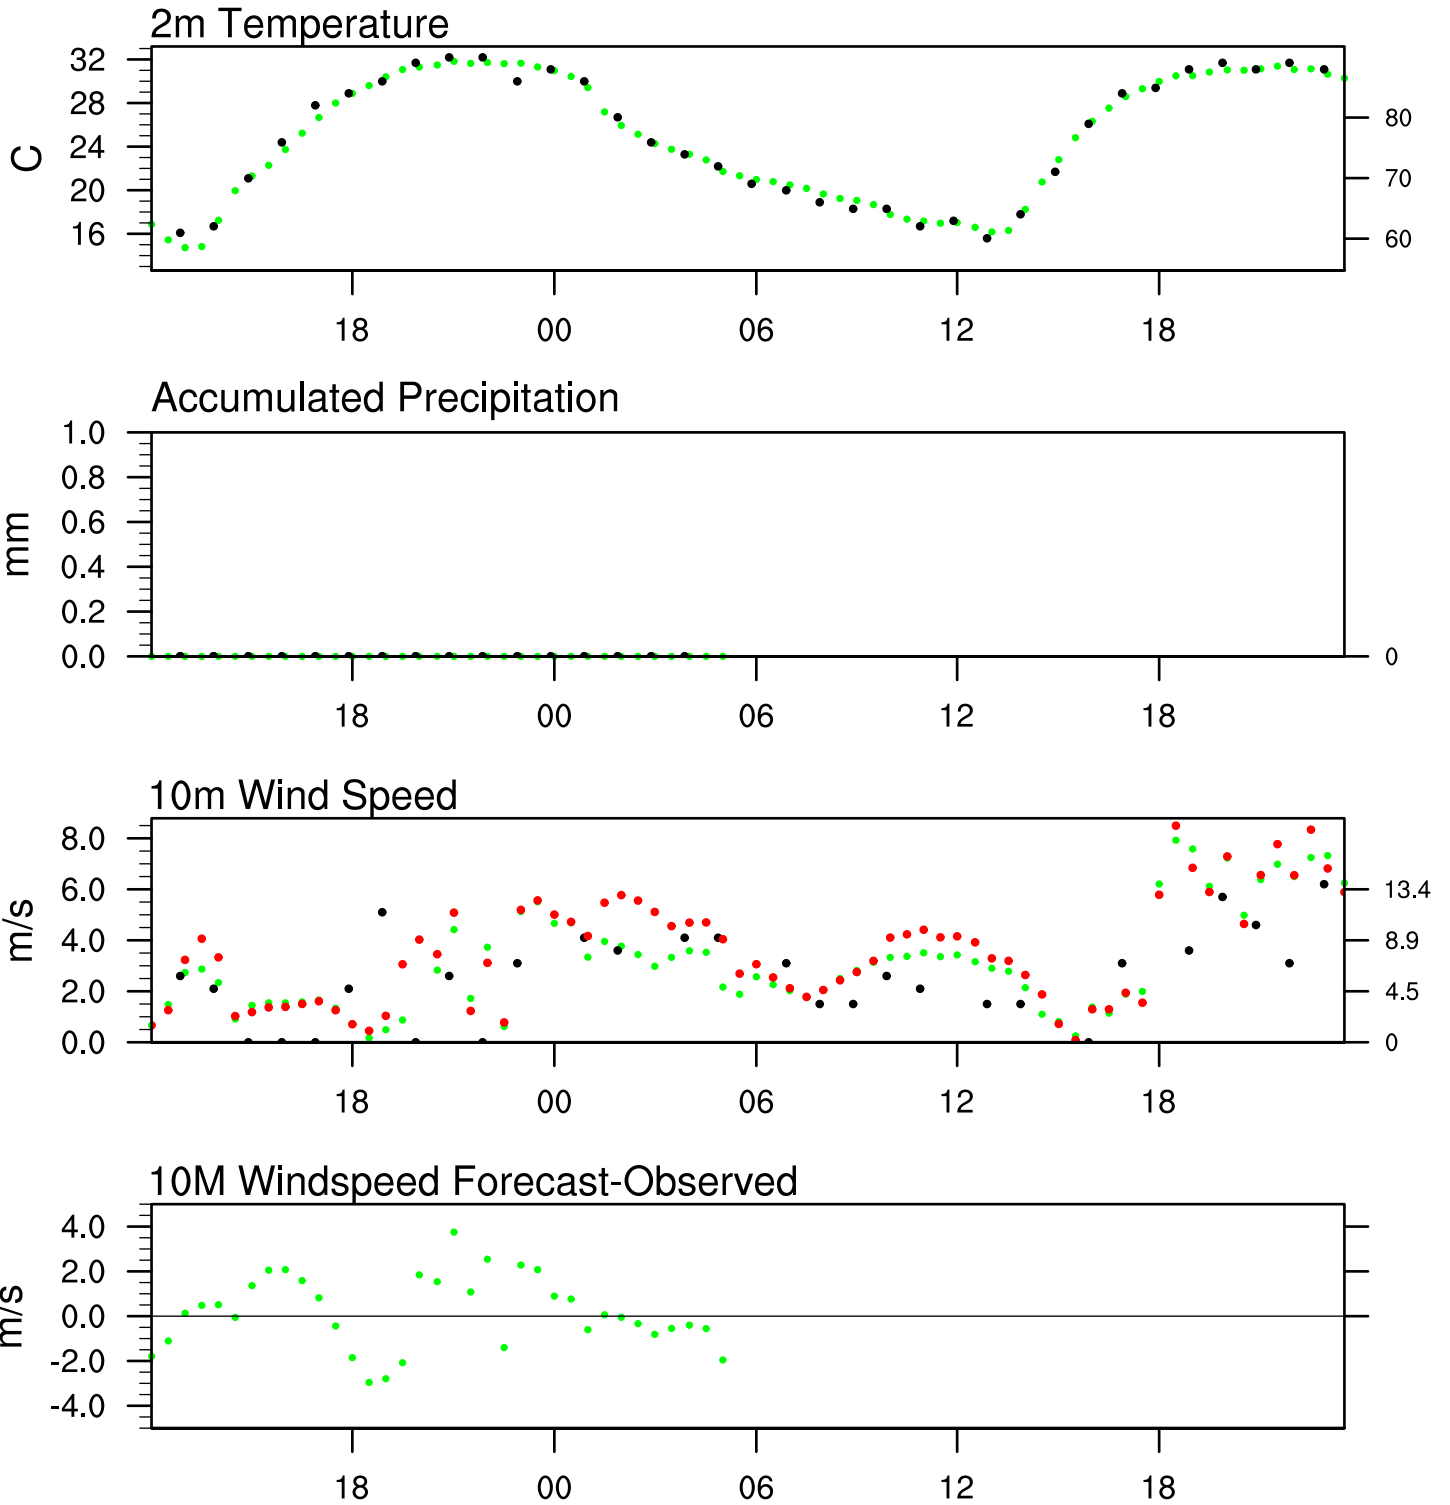 2m Temperature
32
28
24
20
16
C
80
70
60
18 00 06 12 18
Accumulated Precipitation
1.0
0.8
0.6
0.4
0.2
0.0
mm
0
18 00 06 12 18
10m Wind Speed
8.0
6.0
4.0
2.0
0.0
m/s
13.4
8.9
4.5
0
18 00 06 12 18
10M Windspeed Forecast-Observed
4.0
2.0
0.0
-2.0
-4.0
m/s
18 00 06 12 18